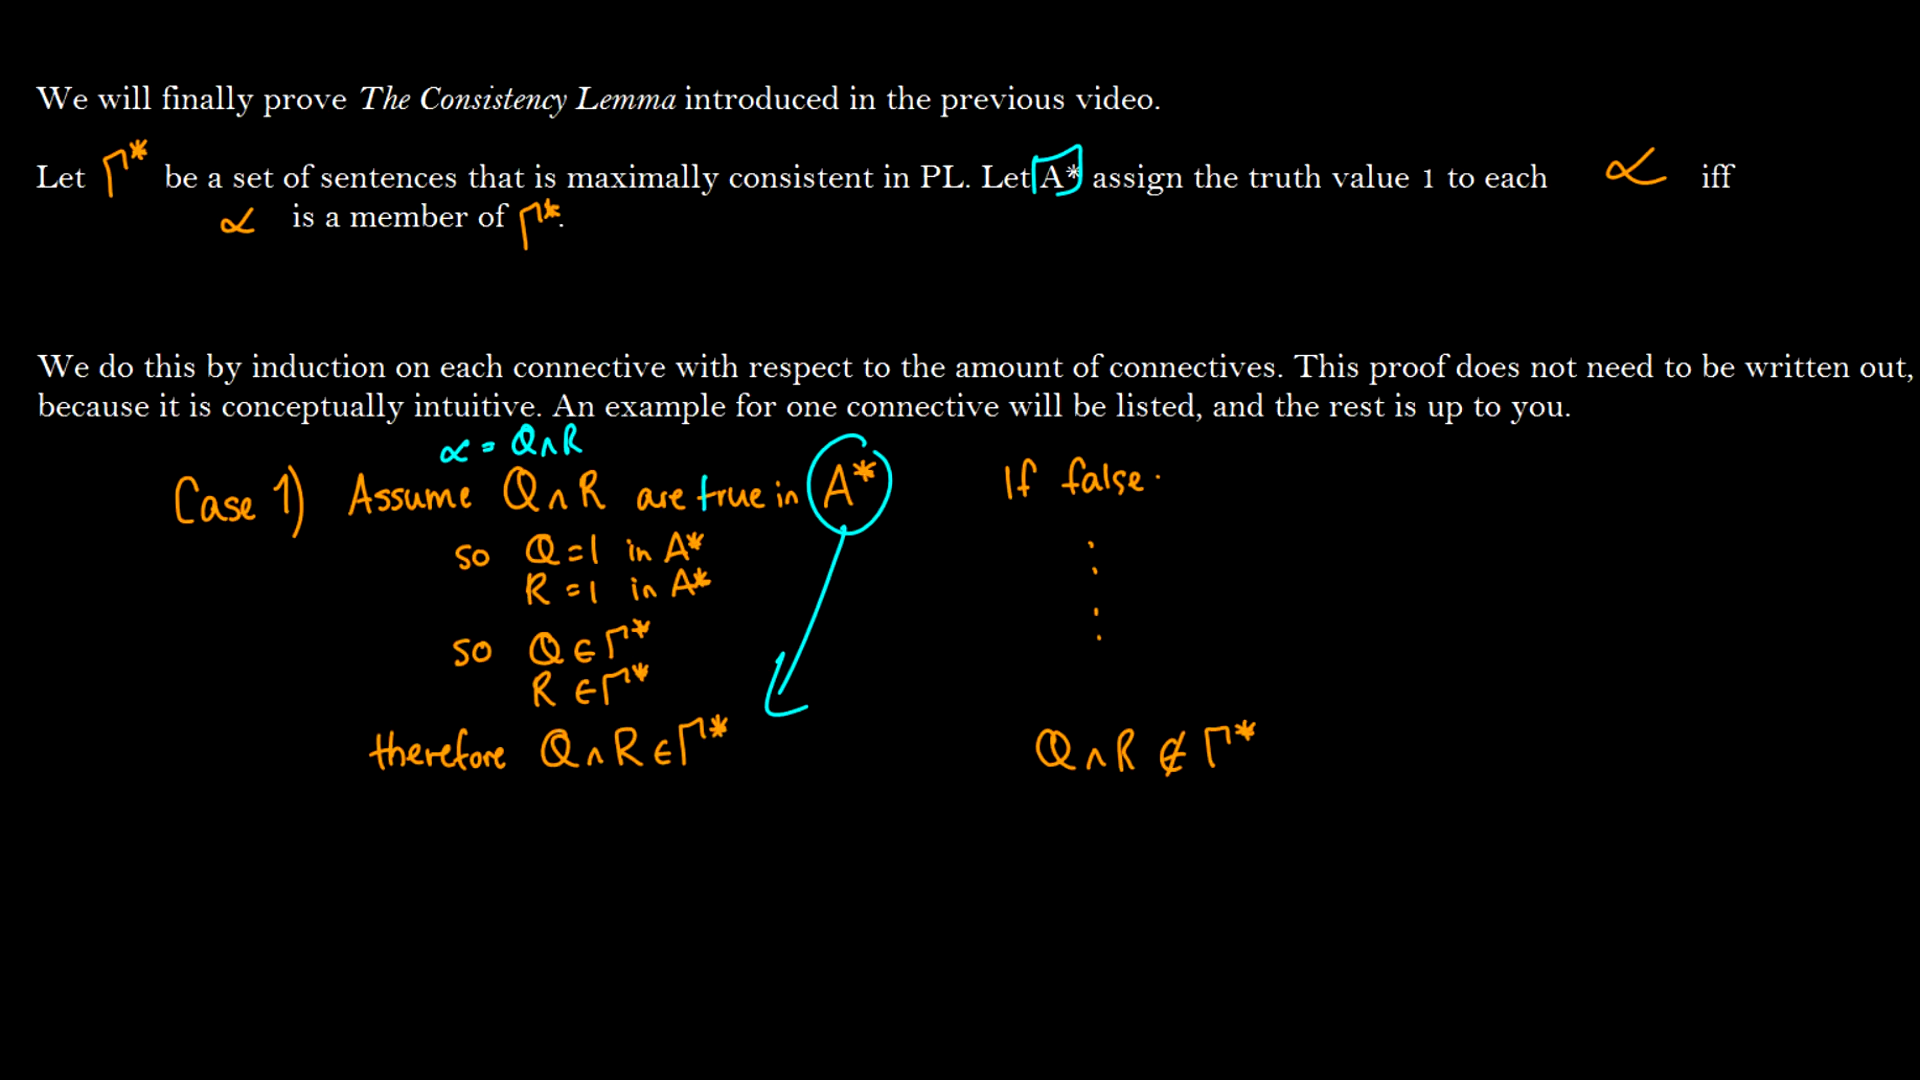 We will finally prove The Consistency Lemma introduced in the previous video.
Let Γ* be a set of sentences that is maximally consistent in PL. Let A* assign the truth value 1 to each α iff
α is a member of Γ*.
We do this by induction on each connective with respect to the amount of connectives. This proof does not need to be written out,
because it is conceptually intuitive. An example for one connective will be listed, and the rest is up to you.
α = Q∧R
Case 1) Assume Q∧R are true in A*
so Q=1 in A*
R=1 in A*
so Q∈Γ*
R∈Γ*
therefore Q∧R∈Γ*
If false.
Q∧R∉Γ*